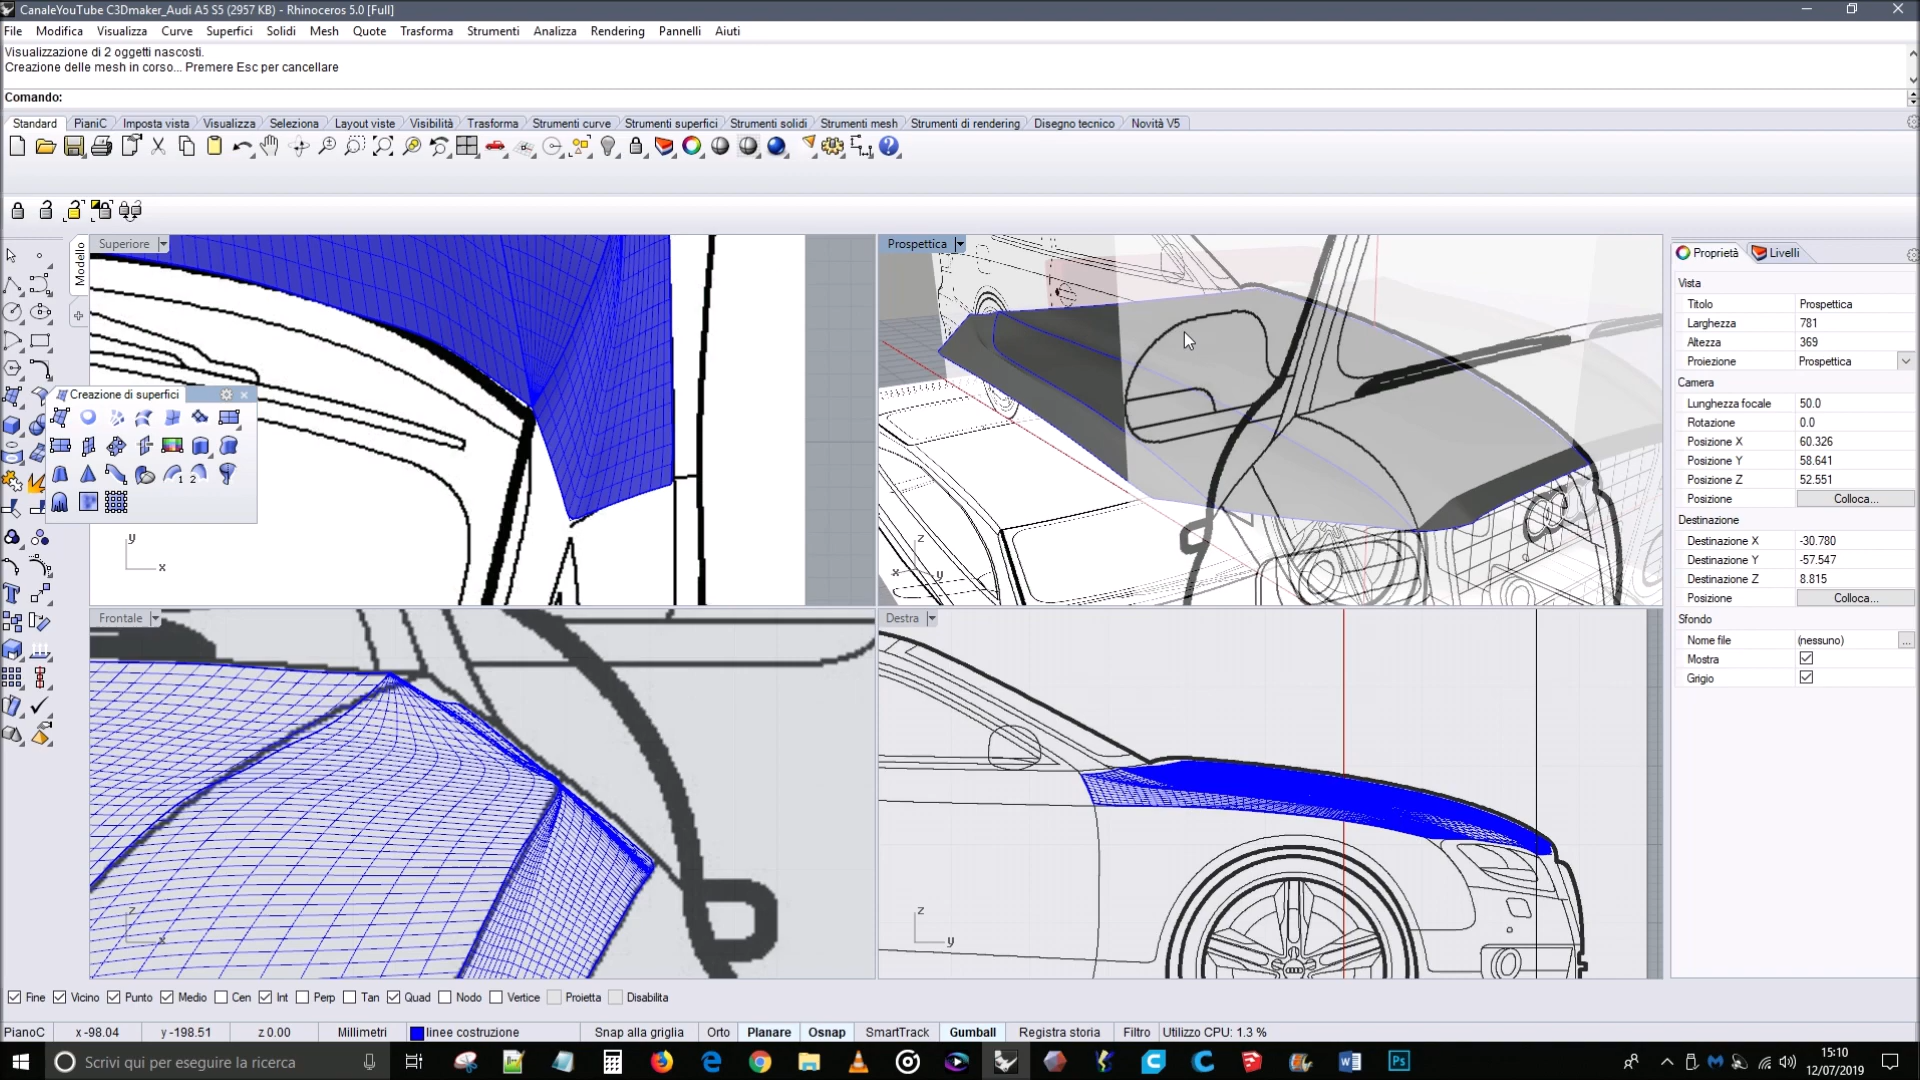 CanaleYouTube C3Dmaker_Audi A5 S5 (2957 KB) - Rhinoceros 5.0 [Full]
File Modifica Visualizza Curve Superfici Solidi Mesh Quote Trasforma Strumenti Analizza Rendering Pannelli Aiuti
Visualizzazione di 2 oggetti nascosti.
Creazione delle mesh in corso... Premere Esc per cancellare
Comando:
Standard PianiC Imposta vista Visualizza Seleziona Layout viste Visibilità Trasforma Strumenti curve Strumenti superfici Strumenti solidi Strumenti mesh Strumenti di rendering Disegno tecnico Novità V5
Modello
Superiore
Prospettica
Creazione di superfici
1 2
y
x
z
x y
Frontale
Destra
z
x
z
y
Proprietà Livelli
Vista
Titolo Prospettica
Larghezza 781
Altezza 369
Proiezione Prospettica
Camera
Lunghezza focale 50.0
Rotazione 0.0
Posizione X 60.326
Posizione Y 58.641
Posizione Z 52.551
Posizione Colloca...
Destinazione
Destinazione X -30.780
Destinazione Y -57.547
Destinazione Z 8.815
Posizione Colloca...
Sfondo
Nome file (nessuno) ...
Mostra
Grigio
Fine Vicino Punto Medio Cen Int Perp Tan Quad Nodo Vertice Proietta Disabilita
PianoC x -98.04 y -198.51 z 0.00 Millimetri linee costruzione Snap alla griglia Orto Planare Osnap SmartTrack Gumball Registra storia Filtro Utilizzo CPU: 1.3 %
Scrivi qui per eseguire la ricerca
W
Ps
15:10
12/07/2019